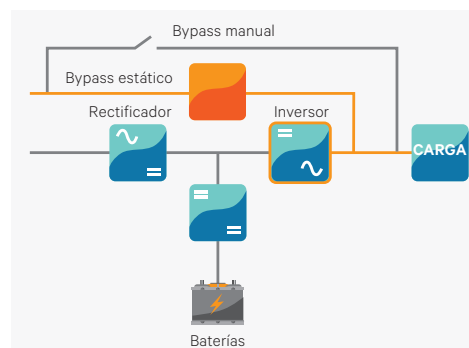 Bypass manual
Bypass estático
Rectificador
Inversor
CARGA
Baterías